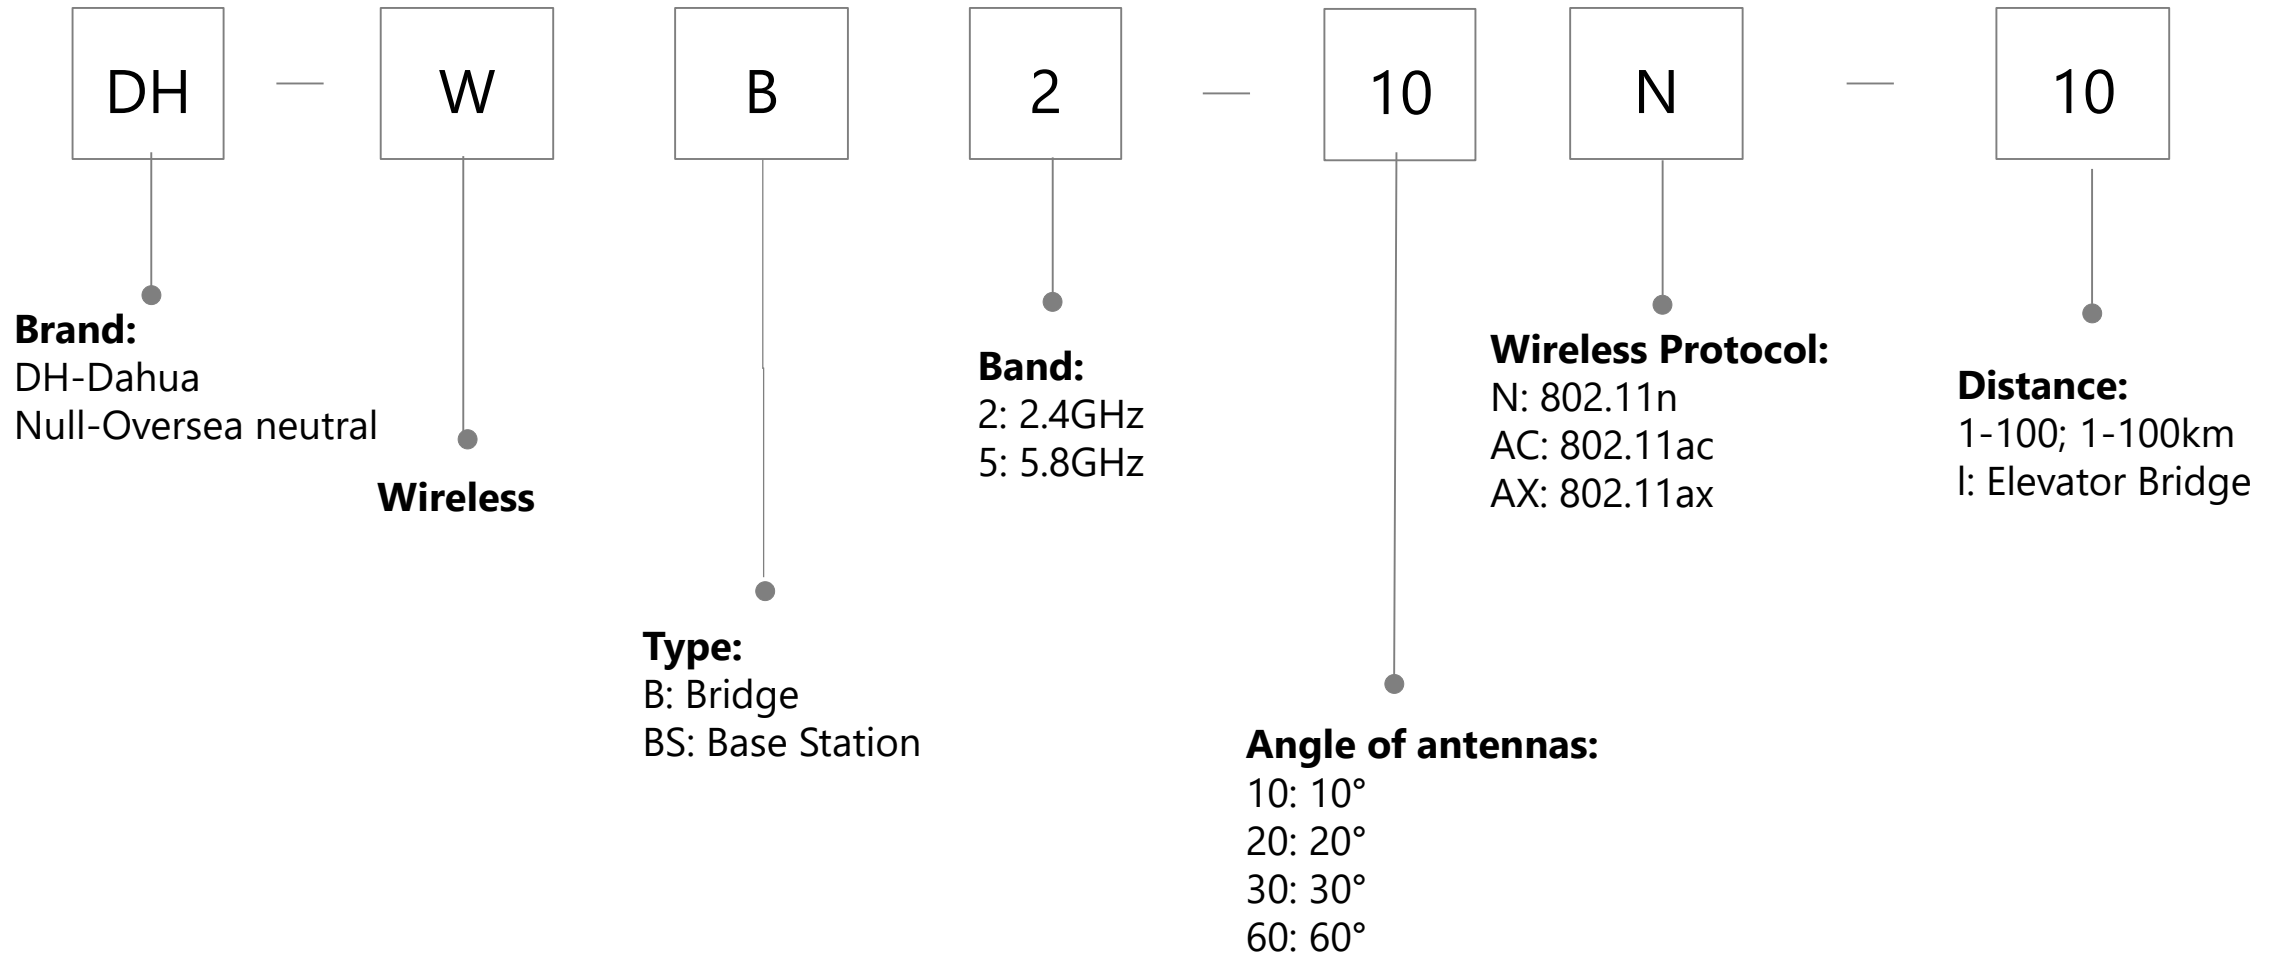 DH — W B 2 — 10 N — 10
Brand:
DH-Dahua
Null-Oversea neutral
Wireless
Type:
B: Bridge
BS: Base Station
Band:
2: 2.4GHz
5: 5.8GHz
Angle of antennas:
10: 10°
20: 20°
30: 30°
60: 60°
Wireless Protocol:
N: 802.11n
AC: 802.11ac
AX: 802.11ax
Distance:
1-100; 1-100km
l: Elevator Bridge